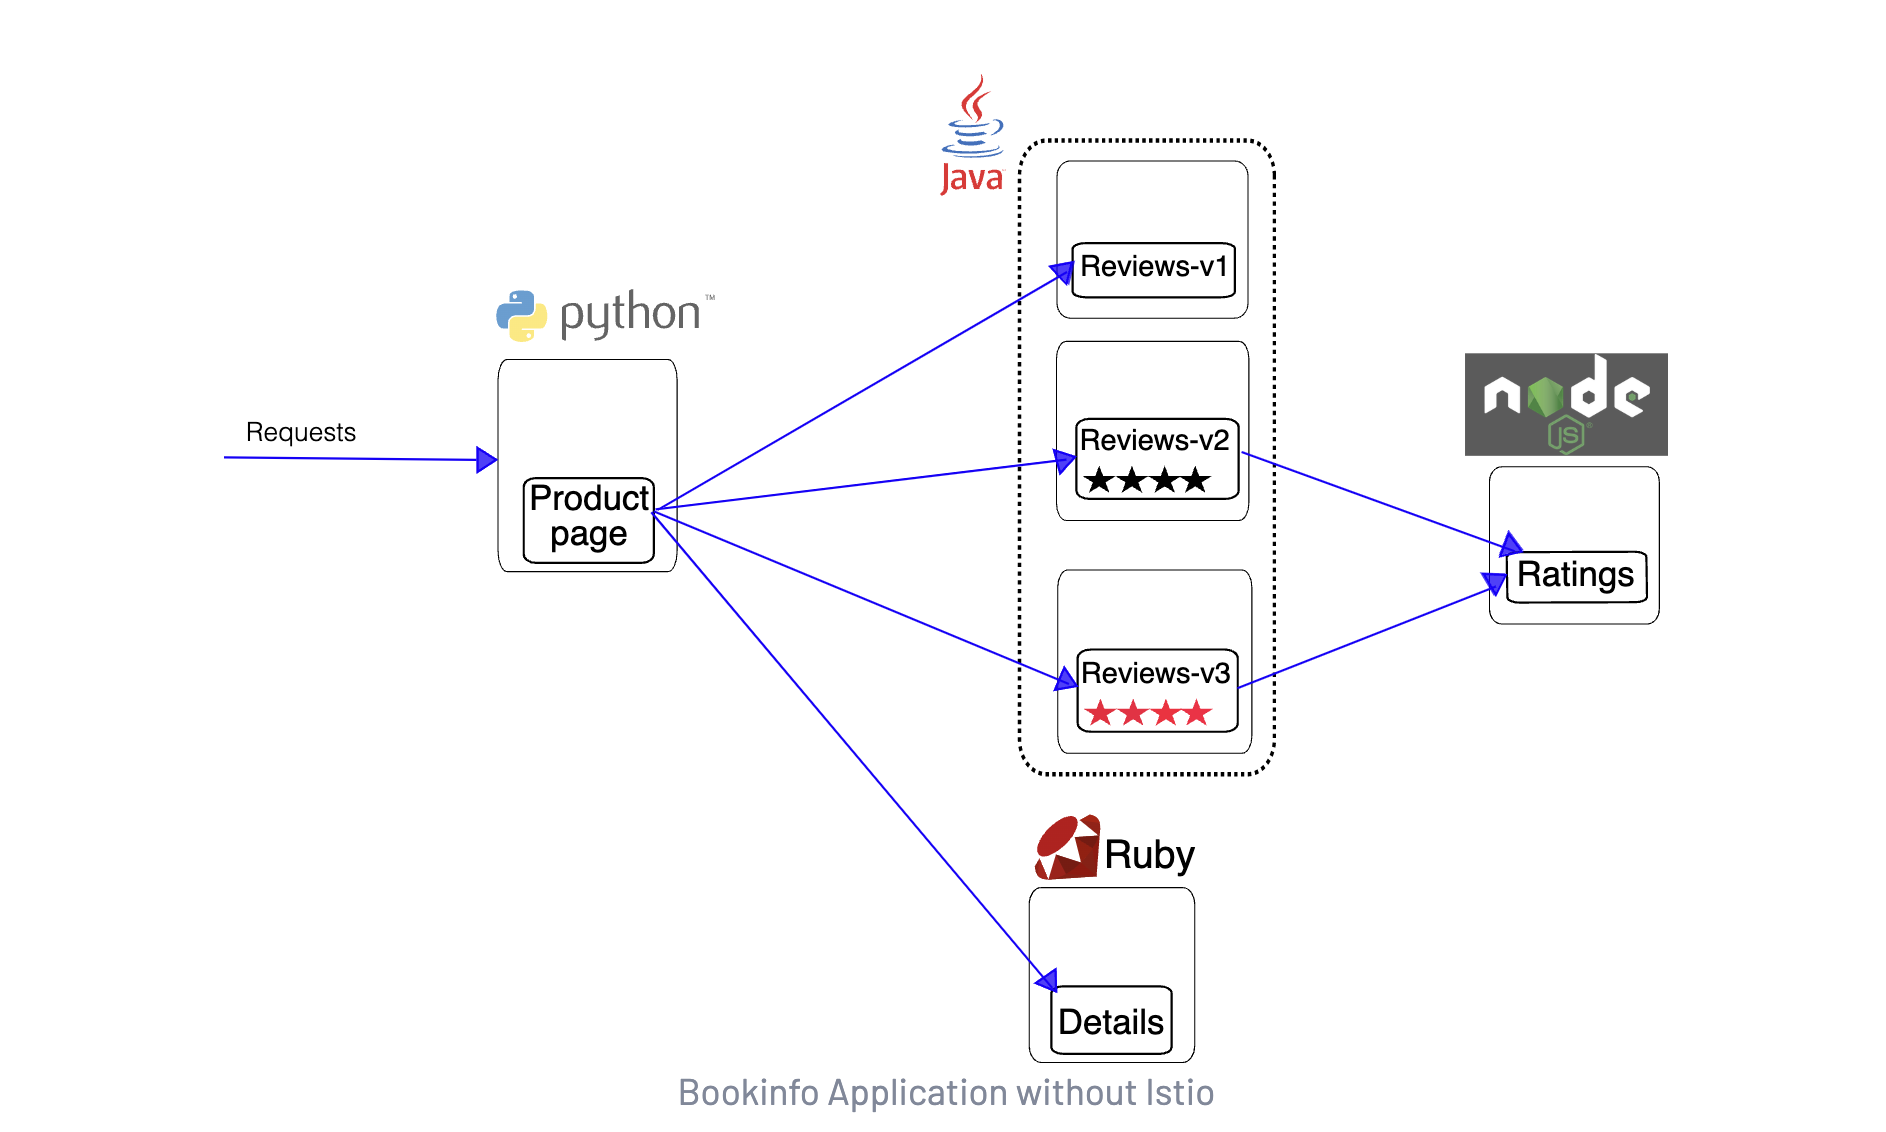 Java
Reviews-v1
python™
Requests
Product
page
Reviews-v2
node
JS®
Ratings
Reviews-v3
Ruby
Details
Bookinfo Application without Istio